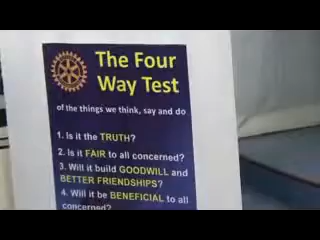 The Four
Way Test
of the things we think, say and do
1. Is it the TRUTH?
2. Is it FAIR to all concerned?
3. Will it build GOODWILL and
BETTER FRIENDSHIPS?
4. Will it be BENEFICIAL to all
concerned?